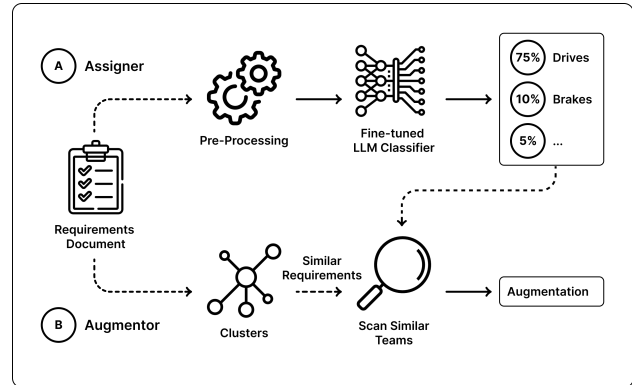 A Assigner
Pre-Processing
Fine-tuned
LLM Classifier
75% Drives
10% Brakes
5% ...
Requirements
Document
B Augmentor
Clusters
Similar
Requirements
Scan Similar
Teams
Augmentation